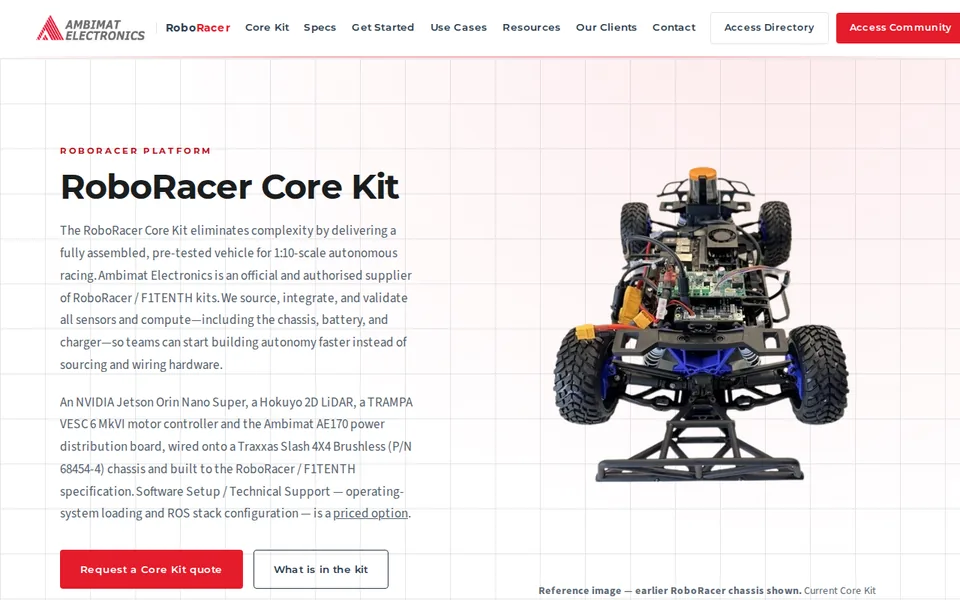 AMBIMAT
ELECTRONICS
RoboRacer Core Kit Specs Get Started Use Cases Resources Our Clients Contact Access Directory Access Community
ROBORACER PLATFORM
RoboRacer Core Kit
The RoboRacer Core Kit eliminates complexity by delivering a
fully assembled, pre-tested vehicle for 1:10-scale autonomous
racing. Ambimat Electronics is an official and authorised supplier
of RoboRacer / F1TENTH kits. We source, integrate, and validate
all sensors and compute—including the chassis, battery, and
charger—so teams can start building autonomy faster instead of
sourcing and wiring hardware.
An NVIDIA Jetson Orin Nano Super, a Hokuyo 2D LiDAR, a TRAMPA
VESC 6 MkVI motor controller and the Ambimat AE170 power
distribution board, wired onto a Traxxas Slash 4X4 Brushless (P/N
68454-4) chassis and built to the RoboRacer / F1TENTH
specification. Software Setup / Technical Support — operating-
system loading and ROS stack configuration — is a priced option.
Request a Core Kit quote What is in the kit
Reference image — earlier RoboRacer chassis shown. Current Core Kit